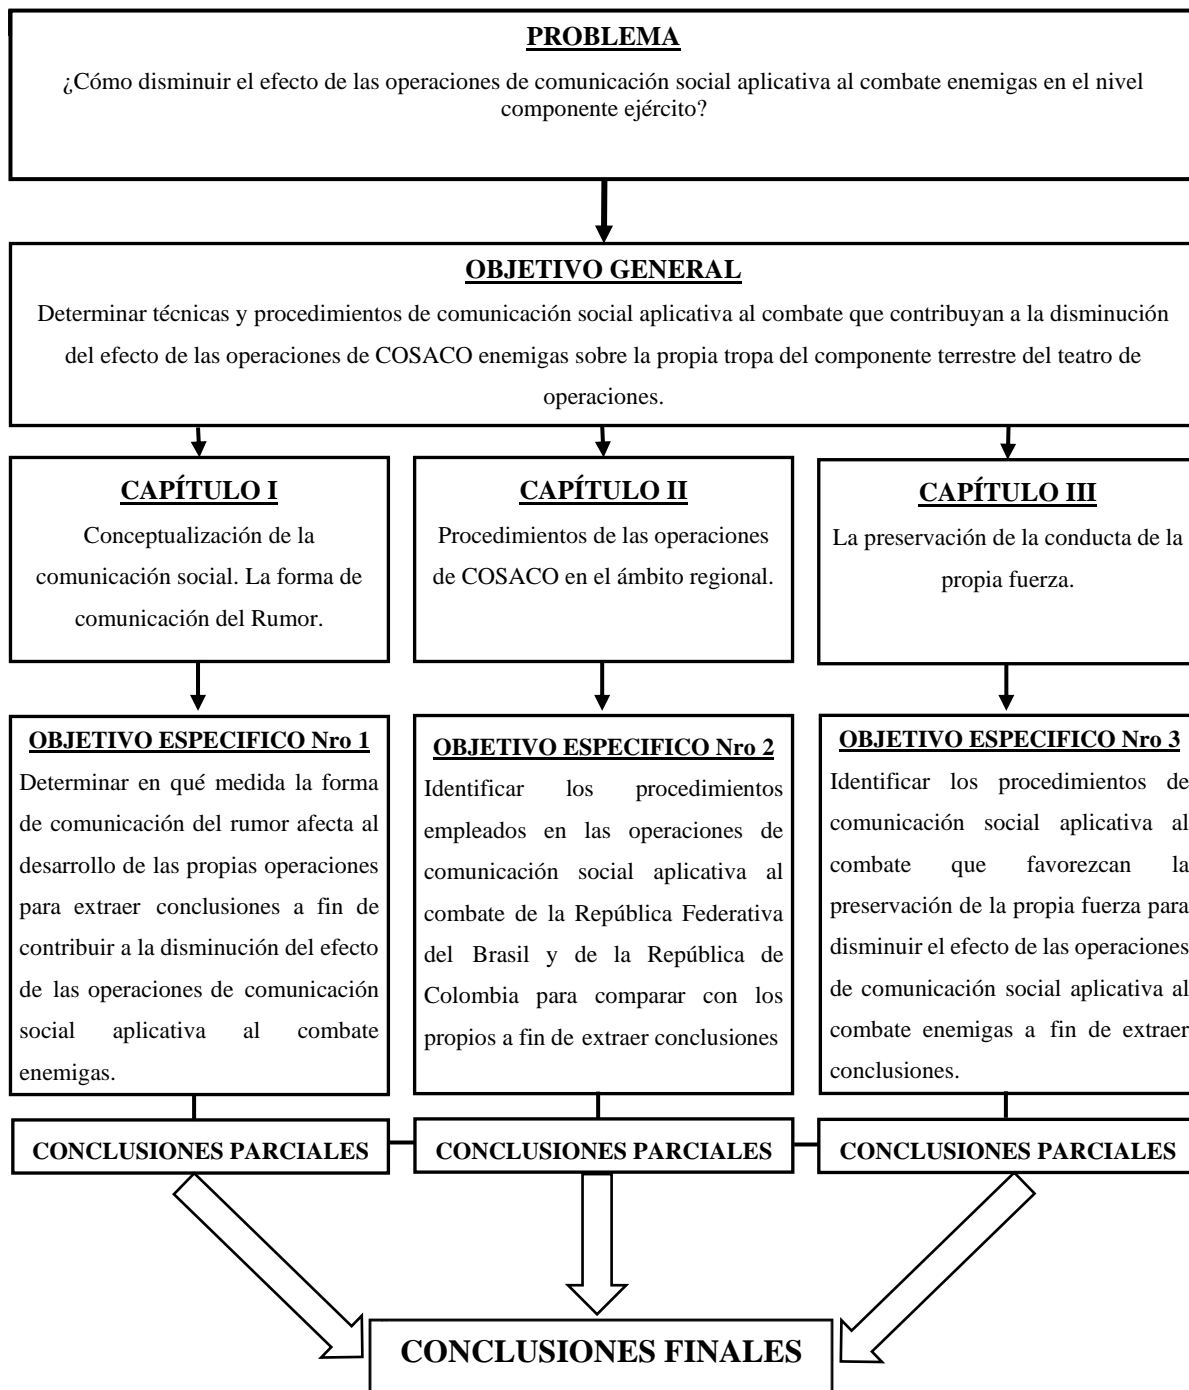 PROBLEMA
¿Cómo disminuir el efecto de las operaciones de comunicación social aplicativa al combate enemigas en el nivel
componente ejército?
OBJETIVO GENERAL
Determinar técnicas y procedimientos de comunicación social aplicativa al combate que contribuyan a la disminución
del efecto de las operaciones de COSACO enemigas sobre la propia tropa del componente terrestre del teatro de
operaciones.
CAPÍTULO I
Conceptualización de la
comunicación social. La forma de
comunicación del Rumor.
CAPÍTULO II
Procedimientos de las operaciones
de COSACO en el ámbito regional.
CAPÍTULO III
La preservación de la conducta de la
propia fuerza.
OBJETIVO ESPECIFICO Nro 1
Determinar en qué medida la forma
de comunicación del rumor afecta al
desarrollo de las propias operaciones
para extraer conclusiones a fin de
contribuir a la disminución del efecto
de las operaciones de comunicación
social aplicativa al combate
enemigas.
OBJETIVO ESPECIFICO Nro 2
Identificar los procedimientos
empleados en las operaciones de
comunicación social aplicativa al
combate de la República Federativa
del Brasil y de la República de
Colombia para comparar con los
propios a fin de extraer conclusiones
OBJETIVO ESPECIFICO Nro 3
Identificar los procedimientos de
comunicación social aplicativa al
combate que favorezcan la
preservación de la propia fuerza para
disminuir el efecto de las operaciones
de comunicación social aplicativa al
combate enemigas a fin de extraer
conclusiones.
CONCLUSIONES PARCIALES
CONCLUSIONES PARCIALES
CONCLUSIONES PARCIALES
CONCLUSIONES FINALES